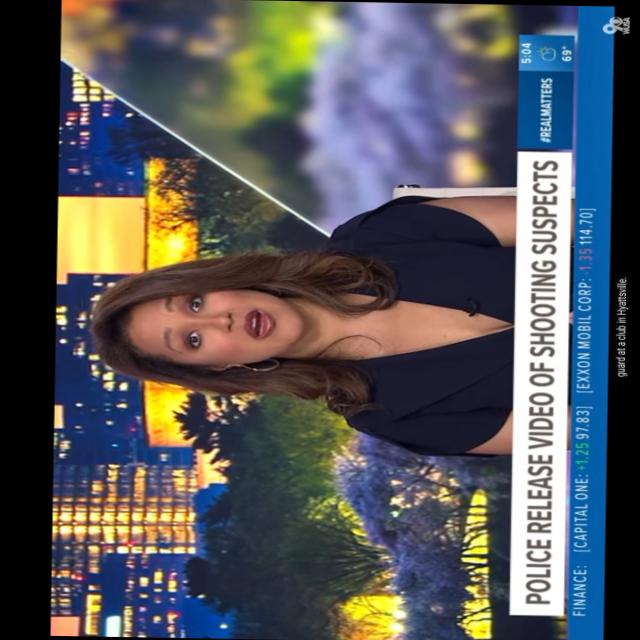 5:04
69°
#REALMATTERS
POLICE RELEASE VIDEO OF SHOOTING SUSPECTS
FINANCE: [CAPITAL ONE: +1.25 97.83] [EXXON MOBIL CORP: -1.35 114.70]
WUSA
guard at a club in Hyattsville.